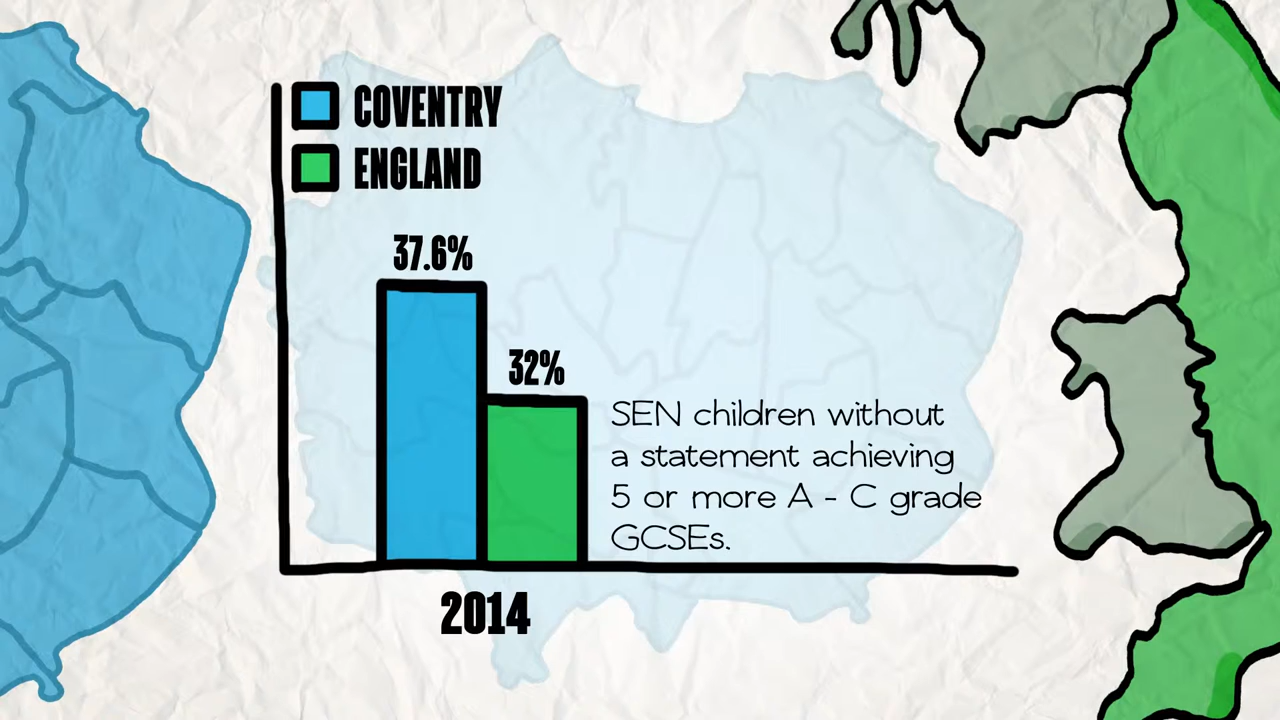 COVENTRY
ENGLAND
37.6%
32%
SEN children without
a statement achieving
5 or more A - C grade
GCSEs.
2014